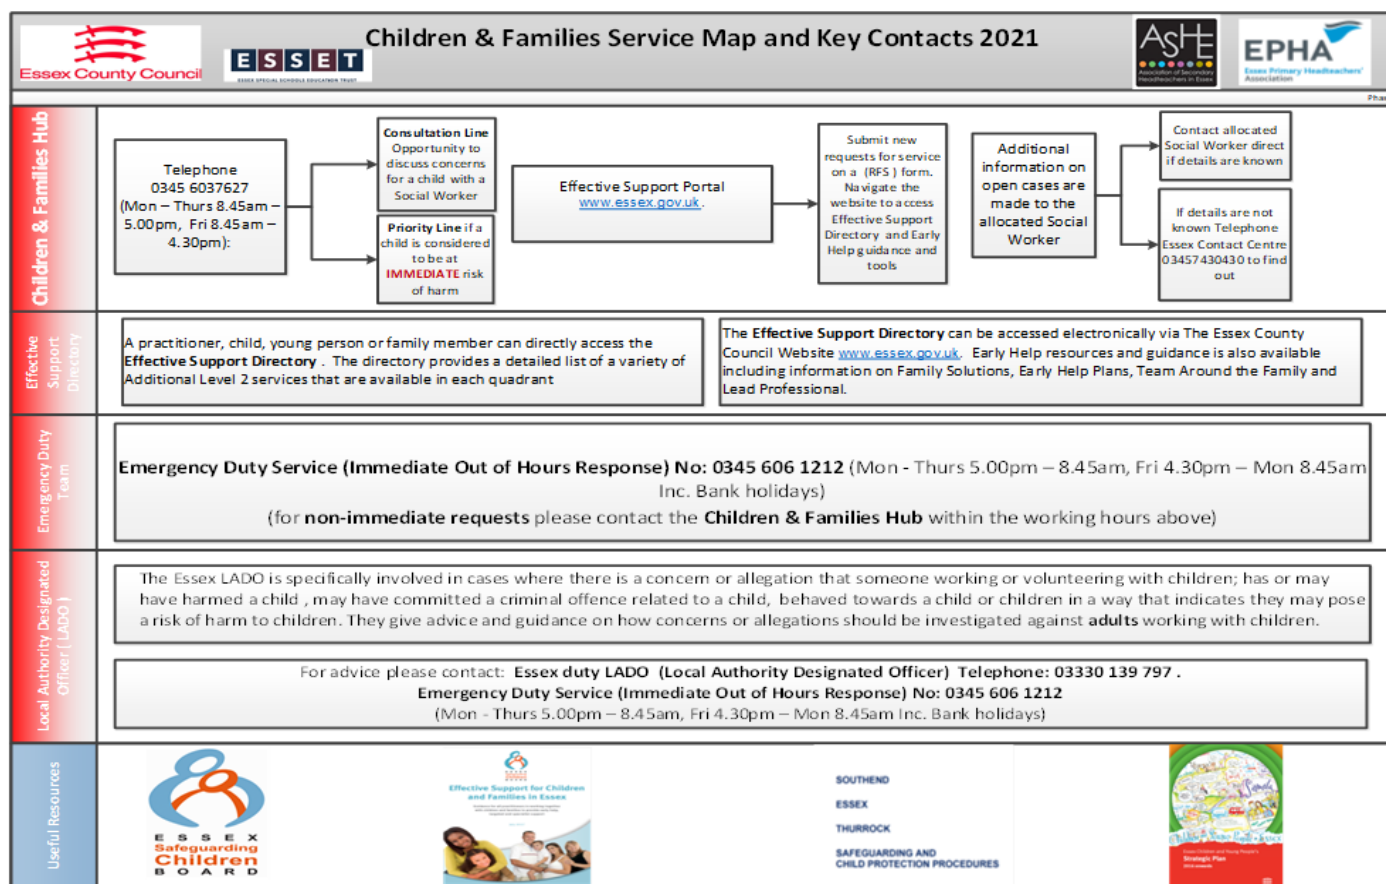 Children & Families Service Map and Key Contacts 2021
Essex County Council
ESSET
ESSEX SPECIAL SCHOOLS EDUCATION TRUST
ASHE
Association of Secondary
Headteachers in Essex
EPHA
Essex Primary Headteachers'
Association
Phar
Children & Families Hub
Telephone
0345 6037627
(Mon – Thurs 8.45am –
5.00pm, Fri 8.45am –
4.30pm):
Consultation Line
Opportunity to
discuss concerns
for a child with a
Social Worker
Priority Line if a
child is considered
to be at
IMMEDIATE risk
of harm
Effective Support Portal
www.essex.gov.uk.
Submit new
requests for service
on a (RFS ) form.
Navigate the
website to access
Effective Support
Directory and Early
Help guidance and
tools
Additional
information on
open cases are
made to the
allocated Social
Worker
Contact allocated
Social Worker direct
if details are known
If details are not
known Telephone
Essex Contact Centre
03457430430 to find
out
Effective
Support
Directory
A practitioner, child, young person or family member can directly access the
Effective Support Directory . The directory provides a detailed list of a variety of
Additional Level 2 services that are available in each quadrant
The Effective Support Directory can be accessed electronically via The Essex County
Council Website www.essex.gov.uk. Early Help resources and guidance is also available
including information on Family Solutions, Early Help Plans, Team Around the Family and
Lead Professional.
Emergency Duty
Team
Emergency Duty Service (Immediate Out of Hours Response) No: 0345 606 1212 (Mon - Thurs 5.00pm – 8.45am, Fri 4.30pm – Mon 8.45am
Inc. Bank holidays)
(for non-immediate requests please contact the Children & Families Hub within the working hours above)
Local Authority Designated
Officer ( LADO )
The Essex LADO is specifically involved in cases where there is a concern or allegation that someone working or volunteering with children; has or may
have harmed a child , may have committed a criminal offence related to a child, behaved towards a child or children in a way that indicates they may pose
a risk of harm to children. They give advice and guidance on how concerns or allegations should be investigated against adults working with children.
For advice please contact: Essex duty LADO (Local Authority Designated Officer) Telephone: 03330 139 797 .
Emergency Duty Service (Immediate Out of Hours Response) No: 0345 606 1212
(Mon - Thurs 5.00pm – 8.45am, Fri 4.30pm – Mon 8.45am Inc. Bank holidays)
Useful Resources
ESSEX
Safeguarding
Children
BOARD
Effective Support for Children
and Families in Essex
SOUTHEND
ESSEX
THURROCK
SAFEGUARDING AND
CHILD PROTECTION PROCEDURES
Essex Children and Young People's
Strategic Plan